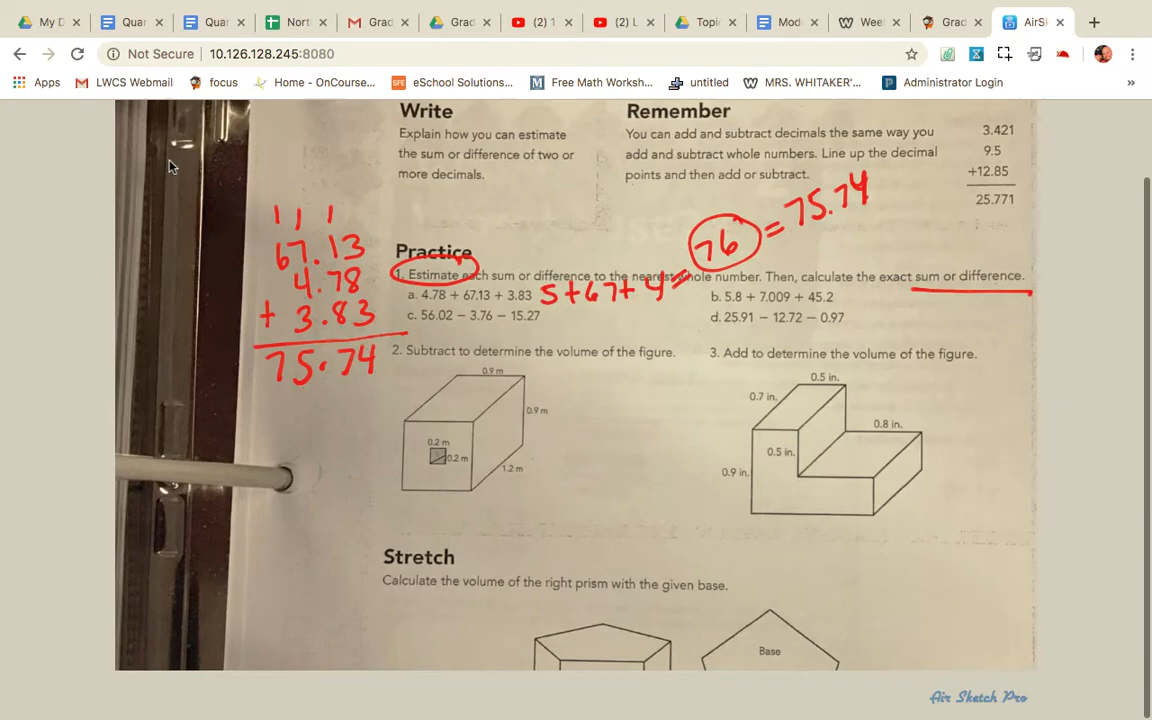 My D
Quar
Quar
Nort
Grad
Grad
(2) 1
(2) L
Topic
Mod
Wee
Grad
AirSk
Not Secure
10.126.128.245:8080
Apps
LWCS Webmail
focus
Home - OnCourse...
eSchool Solutions...
Free Math Worksh...
untitled
MRS. WHITAKER'...
Administrator Login
»
Write
Explain how you can estimate
the sum or difference of two or
more decimals.
Remember
You can add and subtract decimals the same way you
add and subtract whole numbers. Line up the decimal
points and then add or subtract.
3.421
9.5
+12.85
25.771
1 1 1
67.13
4.78
+ 3.83
75.74
Practice
1. Estimate each sum or difference to the nearest whole number. Then, calculate the exact sum or difference.
a. 4.78 + 67.13 + 3.83
5+67+4= 76 = 75.74
b. 5.8 + 7.009 + 45.2
c. 56.02 − 3.76 − 15.27
d. 25.91 − 12.72 − 0.97
2. Subtract to determine the volume of the figure.
0.9 m
0.9 m
0.2 m
0.2 m
1.2 m
3. Add to determine the volume of the figure.
0.5 in.
0.7 in.
0.8 in.
0.5 in.
0.9 in.
Stretch
Calculate the volume of the right prism with the given base.
Base
Air Sketch Pro